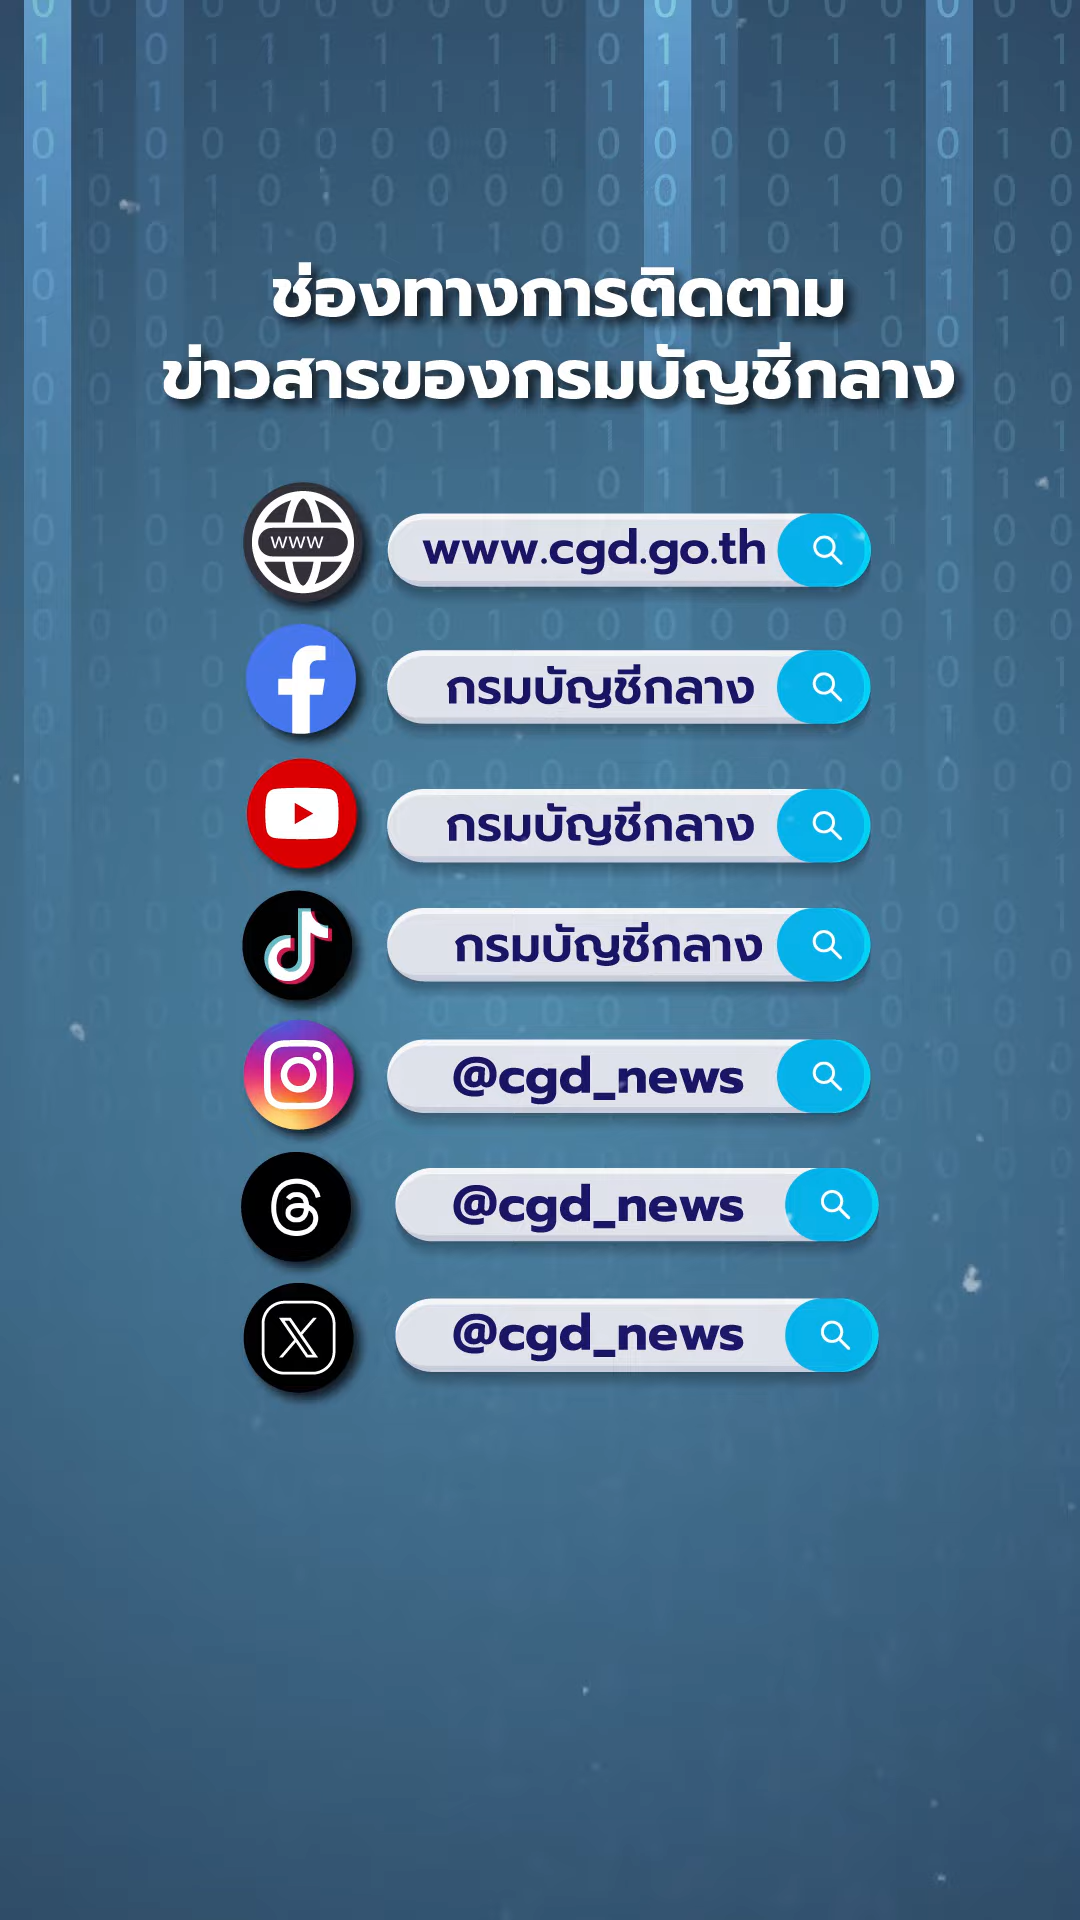 ช่องทางการติดตาม
ข่าวสารของกรมบัญชีกลาง
www www.cgd.go.th
กรมบัญชีกลาง
กรมบัญชีกลาง
กรมบัญชีกลาง
@cgd_news
@cgd_news
@cgd_news